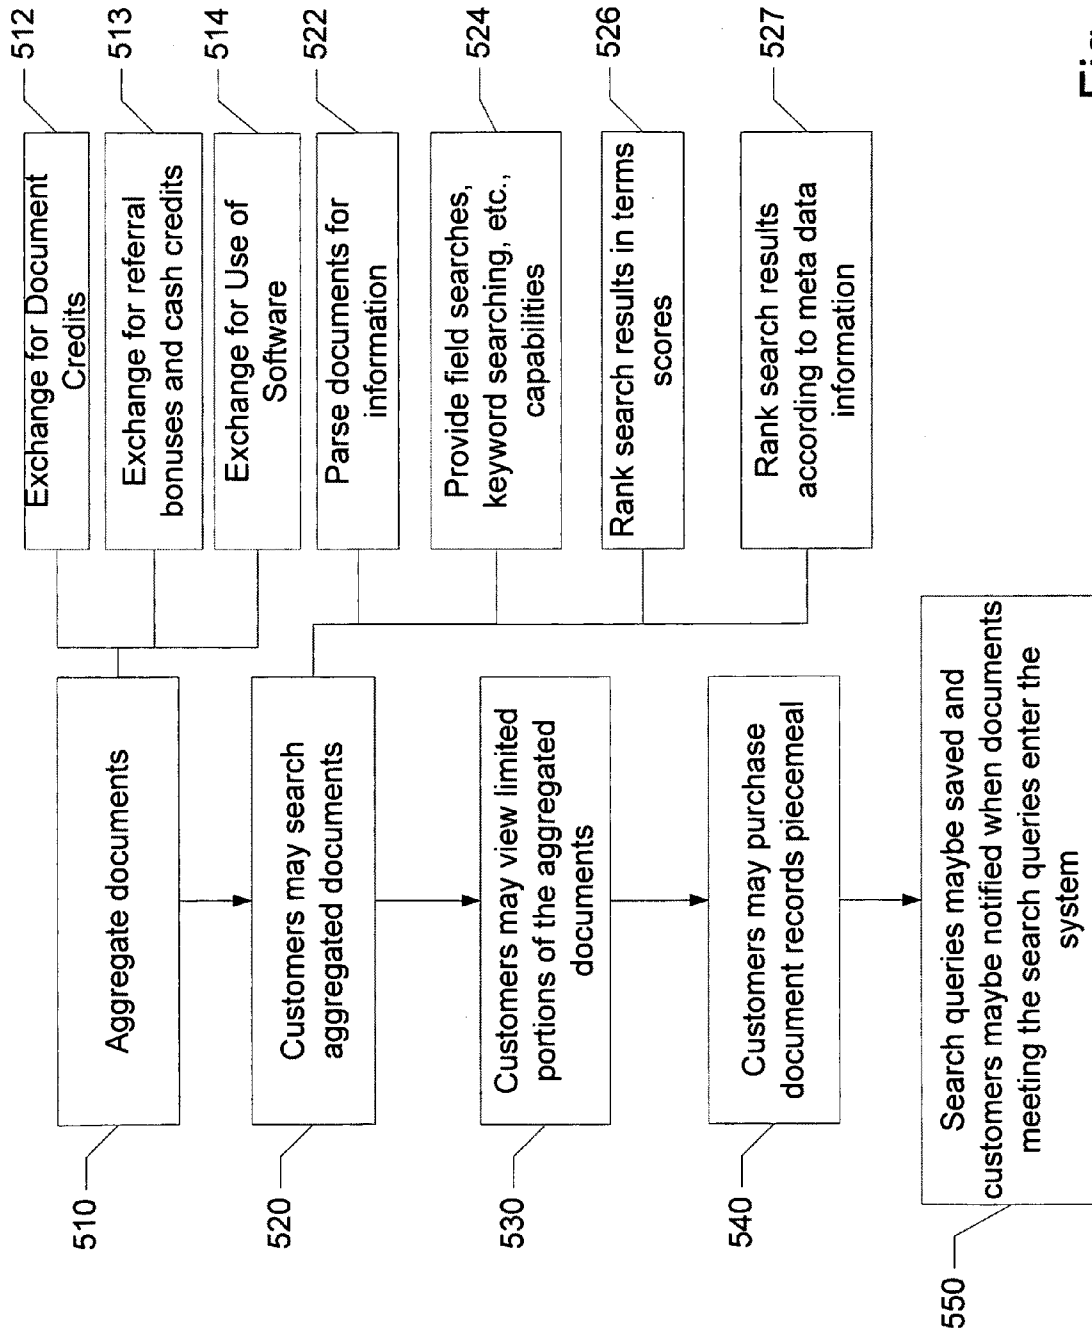 510
Aggregate documents
Exchange for Document
Credits
512
Exchange for referral
bonuses and cash credits
513
Exchange for Use of
Software
514
520
Customers may search
aggregated documents
Parse documents for
information
522
Provide field searches,
keyword searching, etc.,
capabilities
524
Rank search results in terms
scores
526
Rank search results
according to meta data
information
527
530
Customers may view limited
portions of the aggregated
documents
540
Customers may purchase
document records piecemeal
550
Search queries maybe saved and
customers maybe notified when documents
meeting the search queries enter the
system